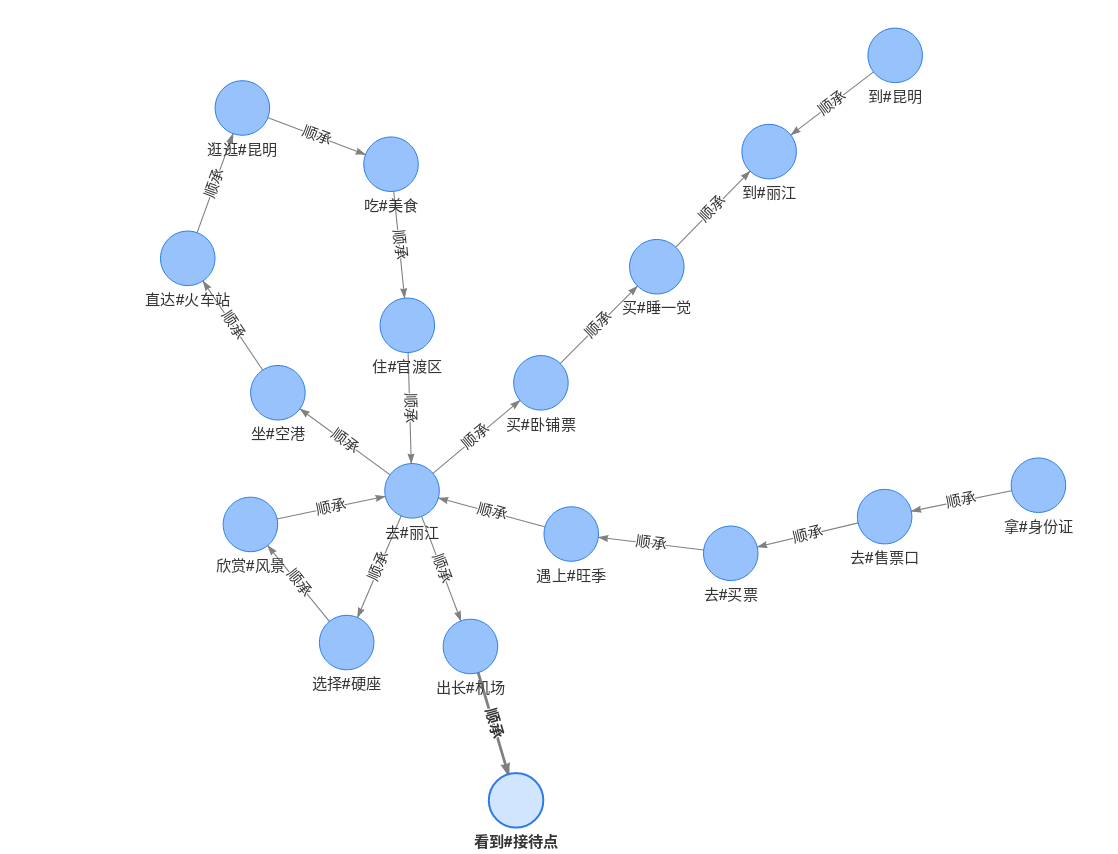 到#昆明
顺承
逛逛#昆明
顺承
到#丽江
顺承
吃#美食
顺承
顺承
直达#火车站
买#睡一觉
顺承
顺承
住#官渡区
顺承
坐#空港
买#卧铺票
顺承
顺承
顺承
去#丽江
顺承
顺承
拿#身份证
欣赏#风景
遇上#旺季
顺承
去#买票
顺承
去#售票口
顺承
顺承
顺承
选择#硬座
出长#机场
顺承
看到#接待点